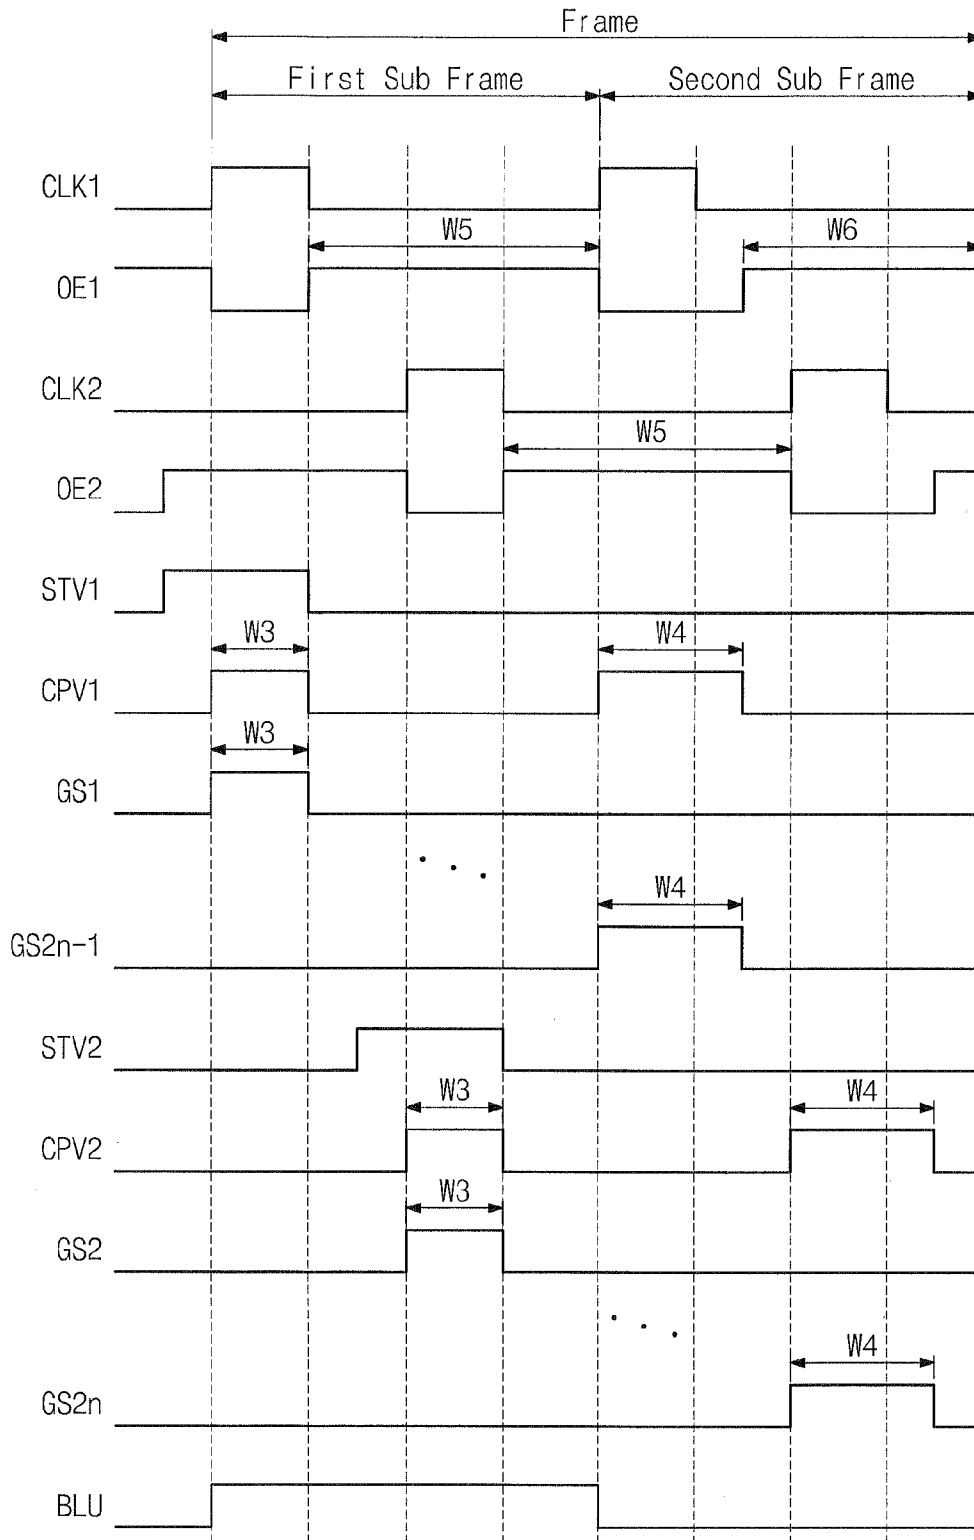 Frame
First Sub Frame
Second Sub Frame
CLK1
W5
W6
OE1
CLK2
W5
OE2
STV1
W3
W4
CPV1
W3
GS1
W4
GS2n-1
STV2
W3
W4
CPV2
W3
GS2
W4
GS2n
BLU